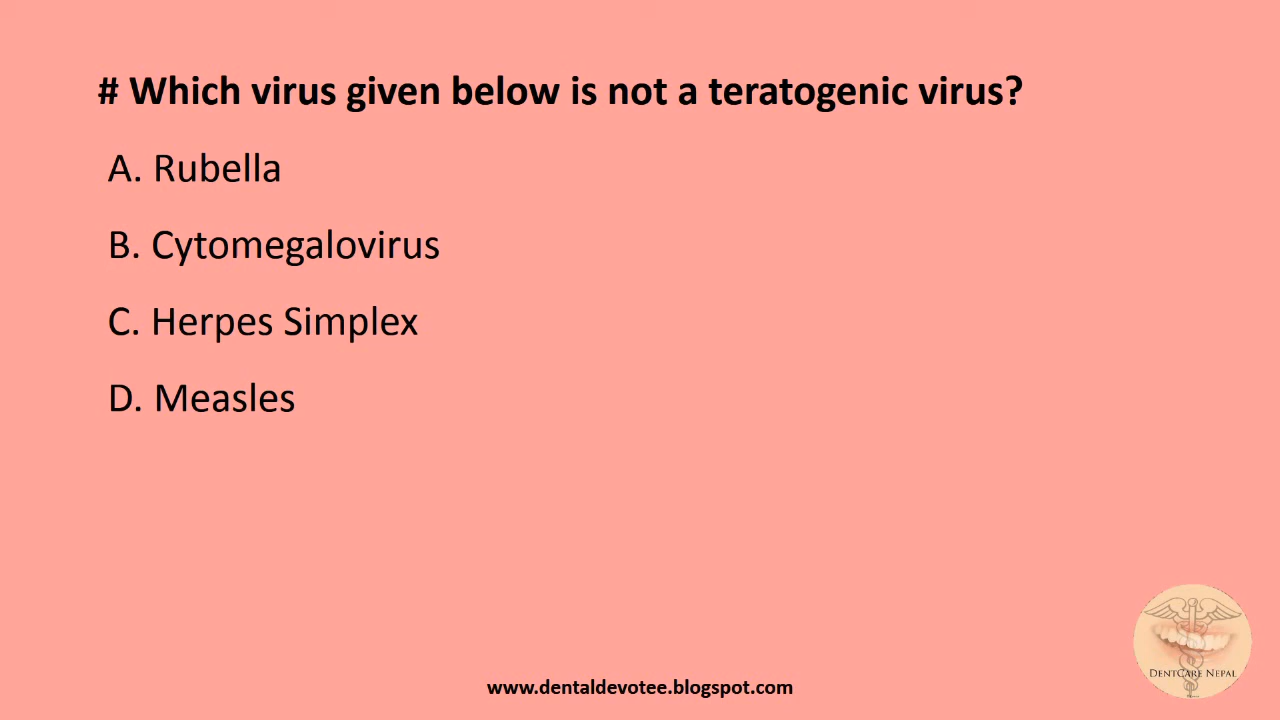 # Which virus given below is not a teratogenic virus?
A. Rubella
B. Cytomegalovirus
C. Herpes Simplex
D. Measles
DentCare Nepal
www.dentaldevotee.blogspot.com